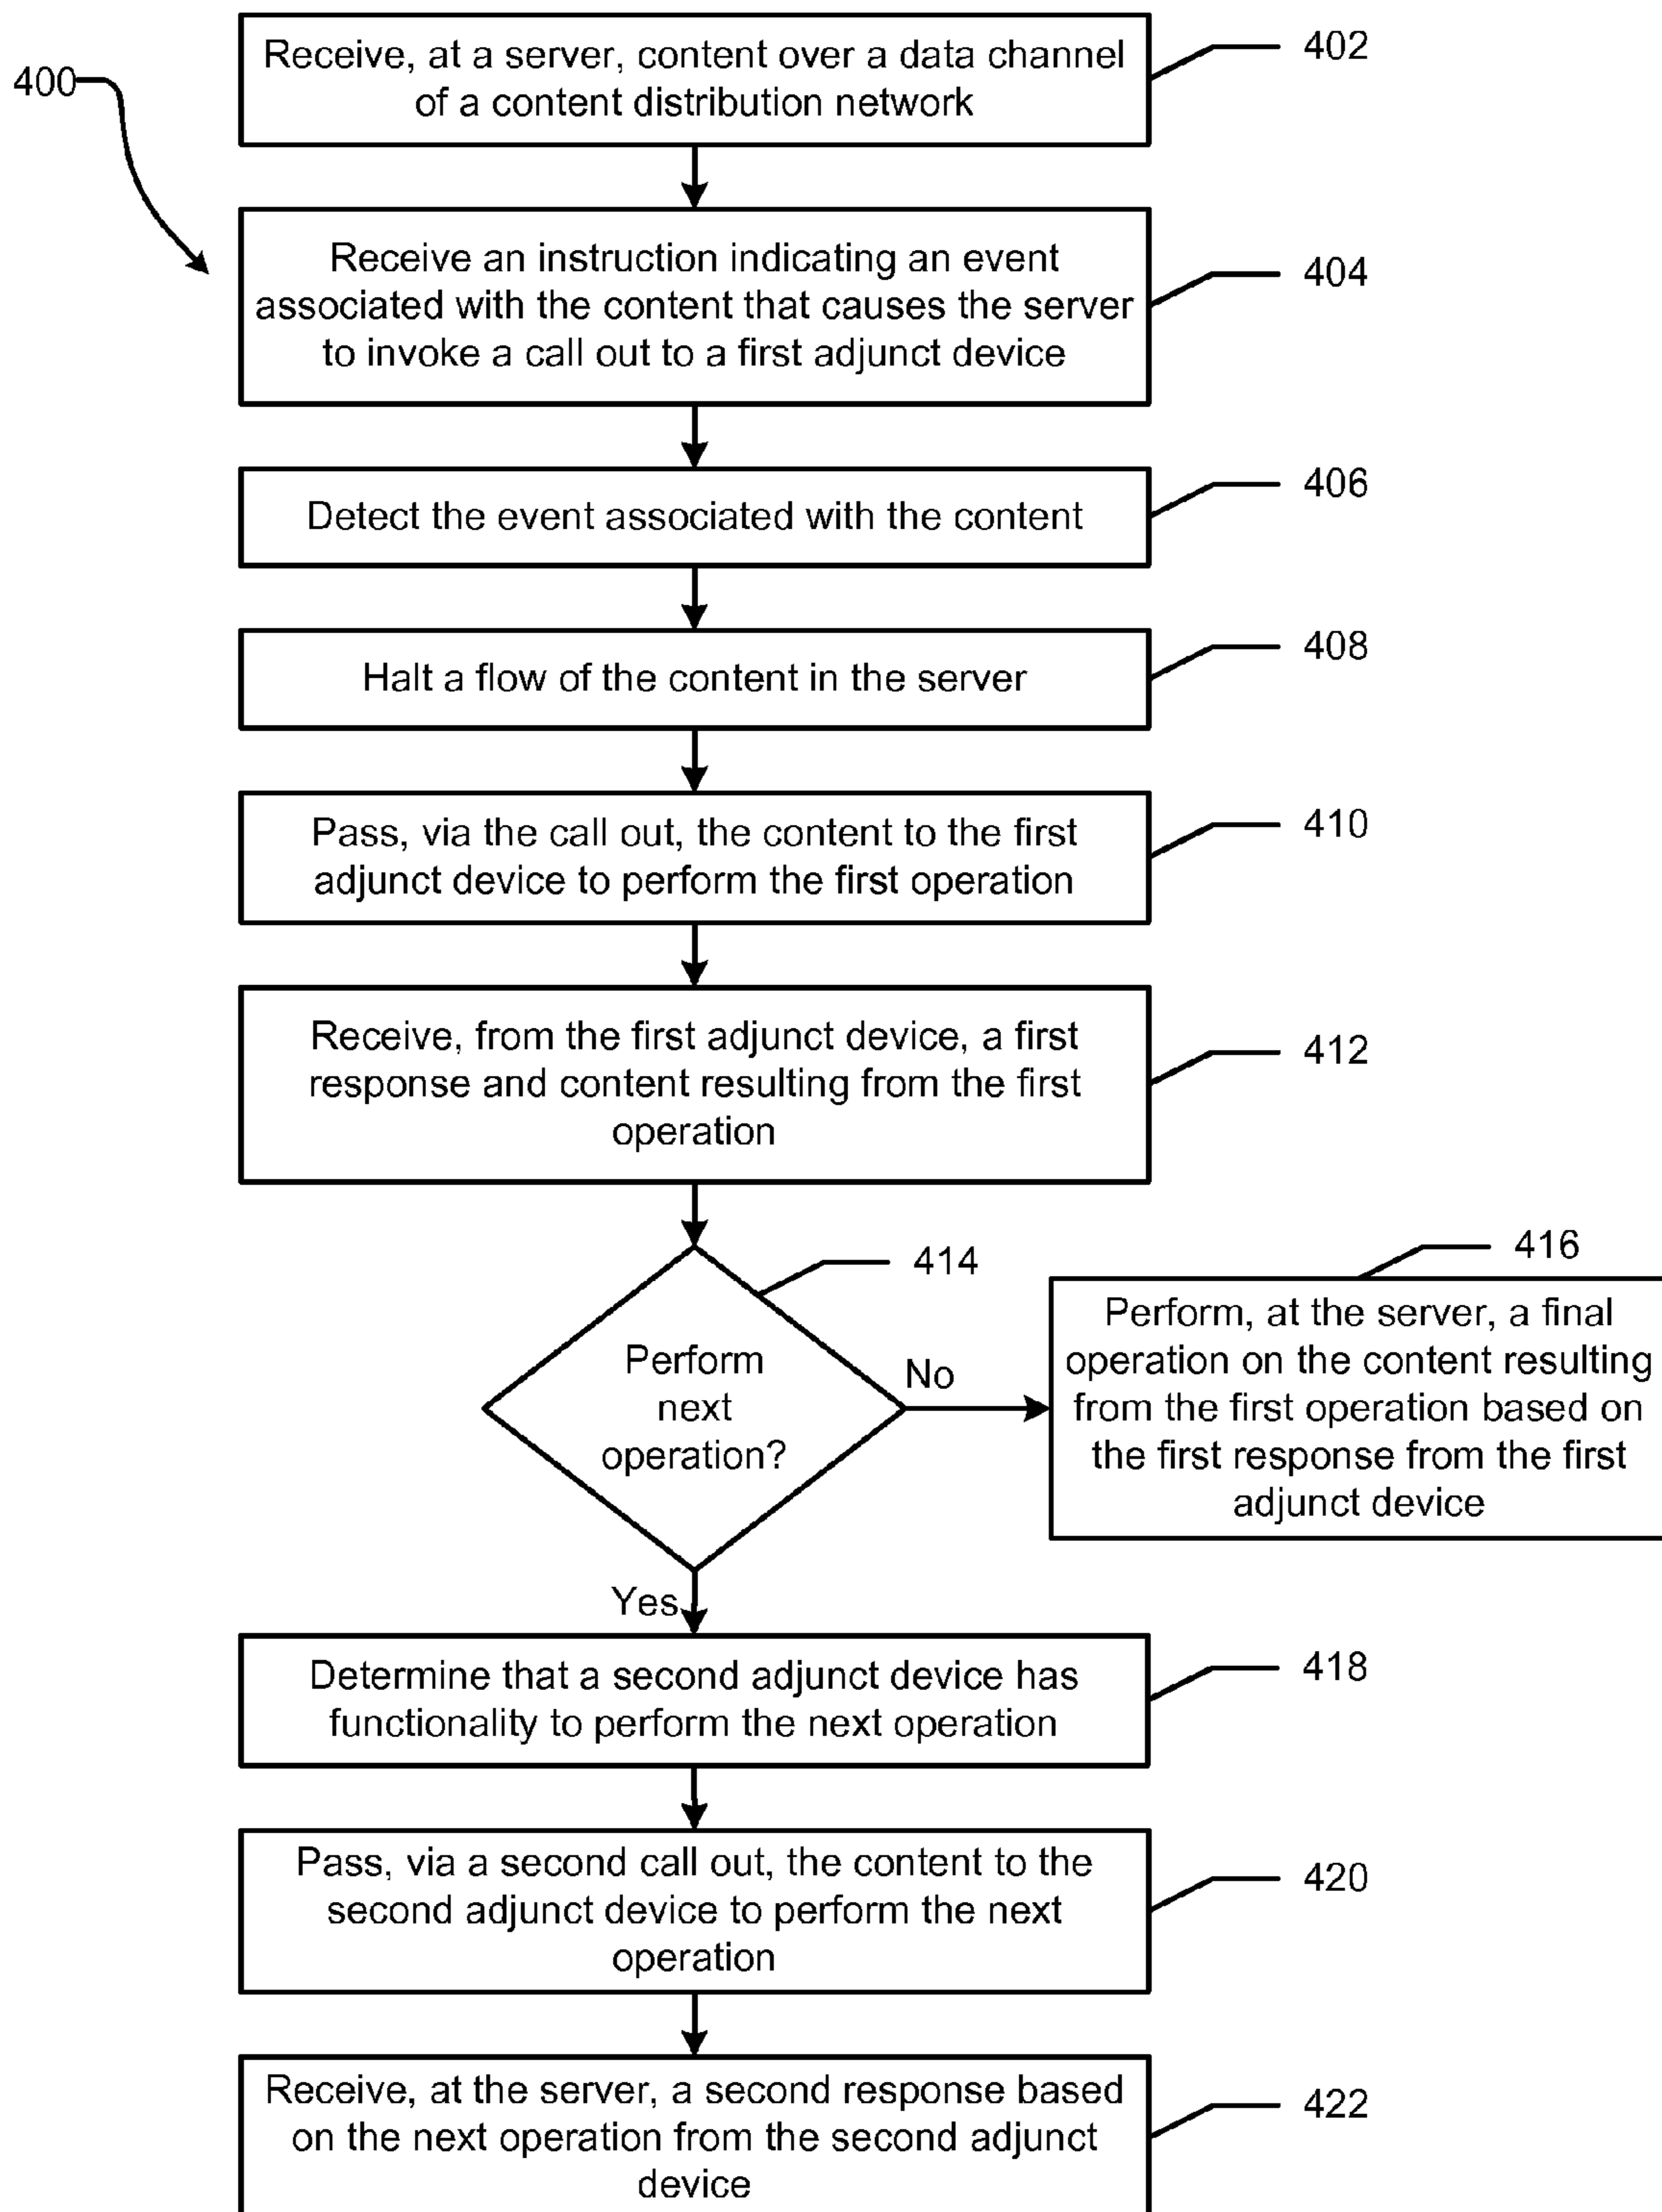 400
Receive, at a server, content over a data channel
of a content distribution network
402
Receive an instruction indicating an event
associated with the content that causes the server
to invoke a call out to a first adjunct device
404
Detect the event associated with the content
406
Halt a flow of the content in the server
408
Pass, via the call out, the content to the first
adjunct device to perform the first operation
410
Receive, from the first adjunct device, a first
response and content resulting from the first
operation
412
Perform
next
operation?
414
No
416
Perform, at the server, a final
operation on the content resulting
from the first operation based on
the first response from the first
adjunct device
Yes
Determine that a second adjunct device has
functionality to perform the next operation
418
Pass, via a second call out, the content to the
second adjunct device to perform the next
operation
420
Receive, at the server, a second response based
on the next operation from the second adjunct
device
422